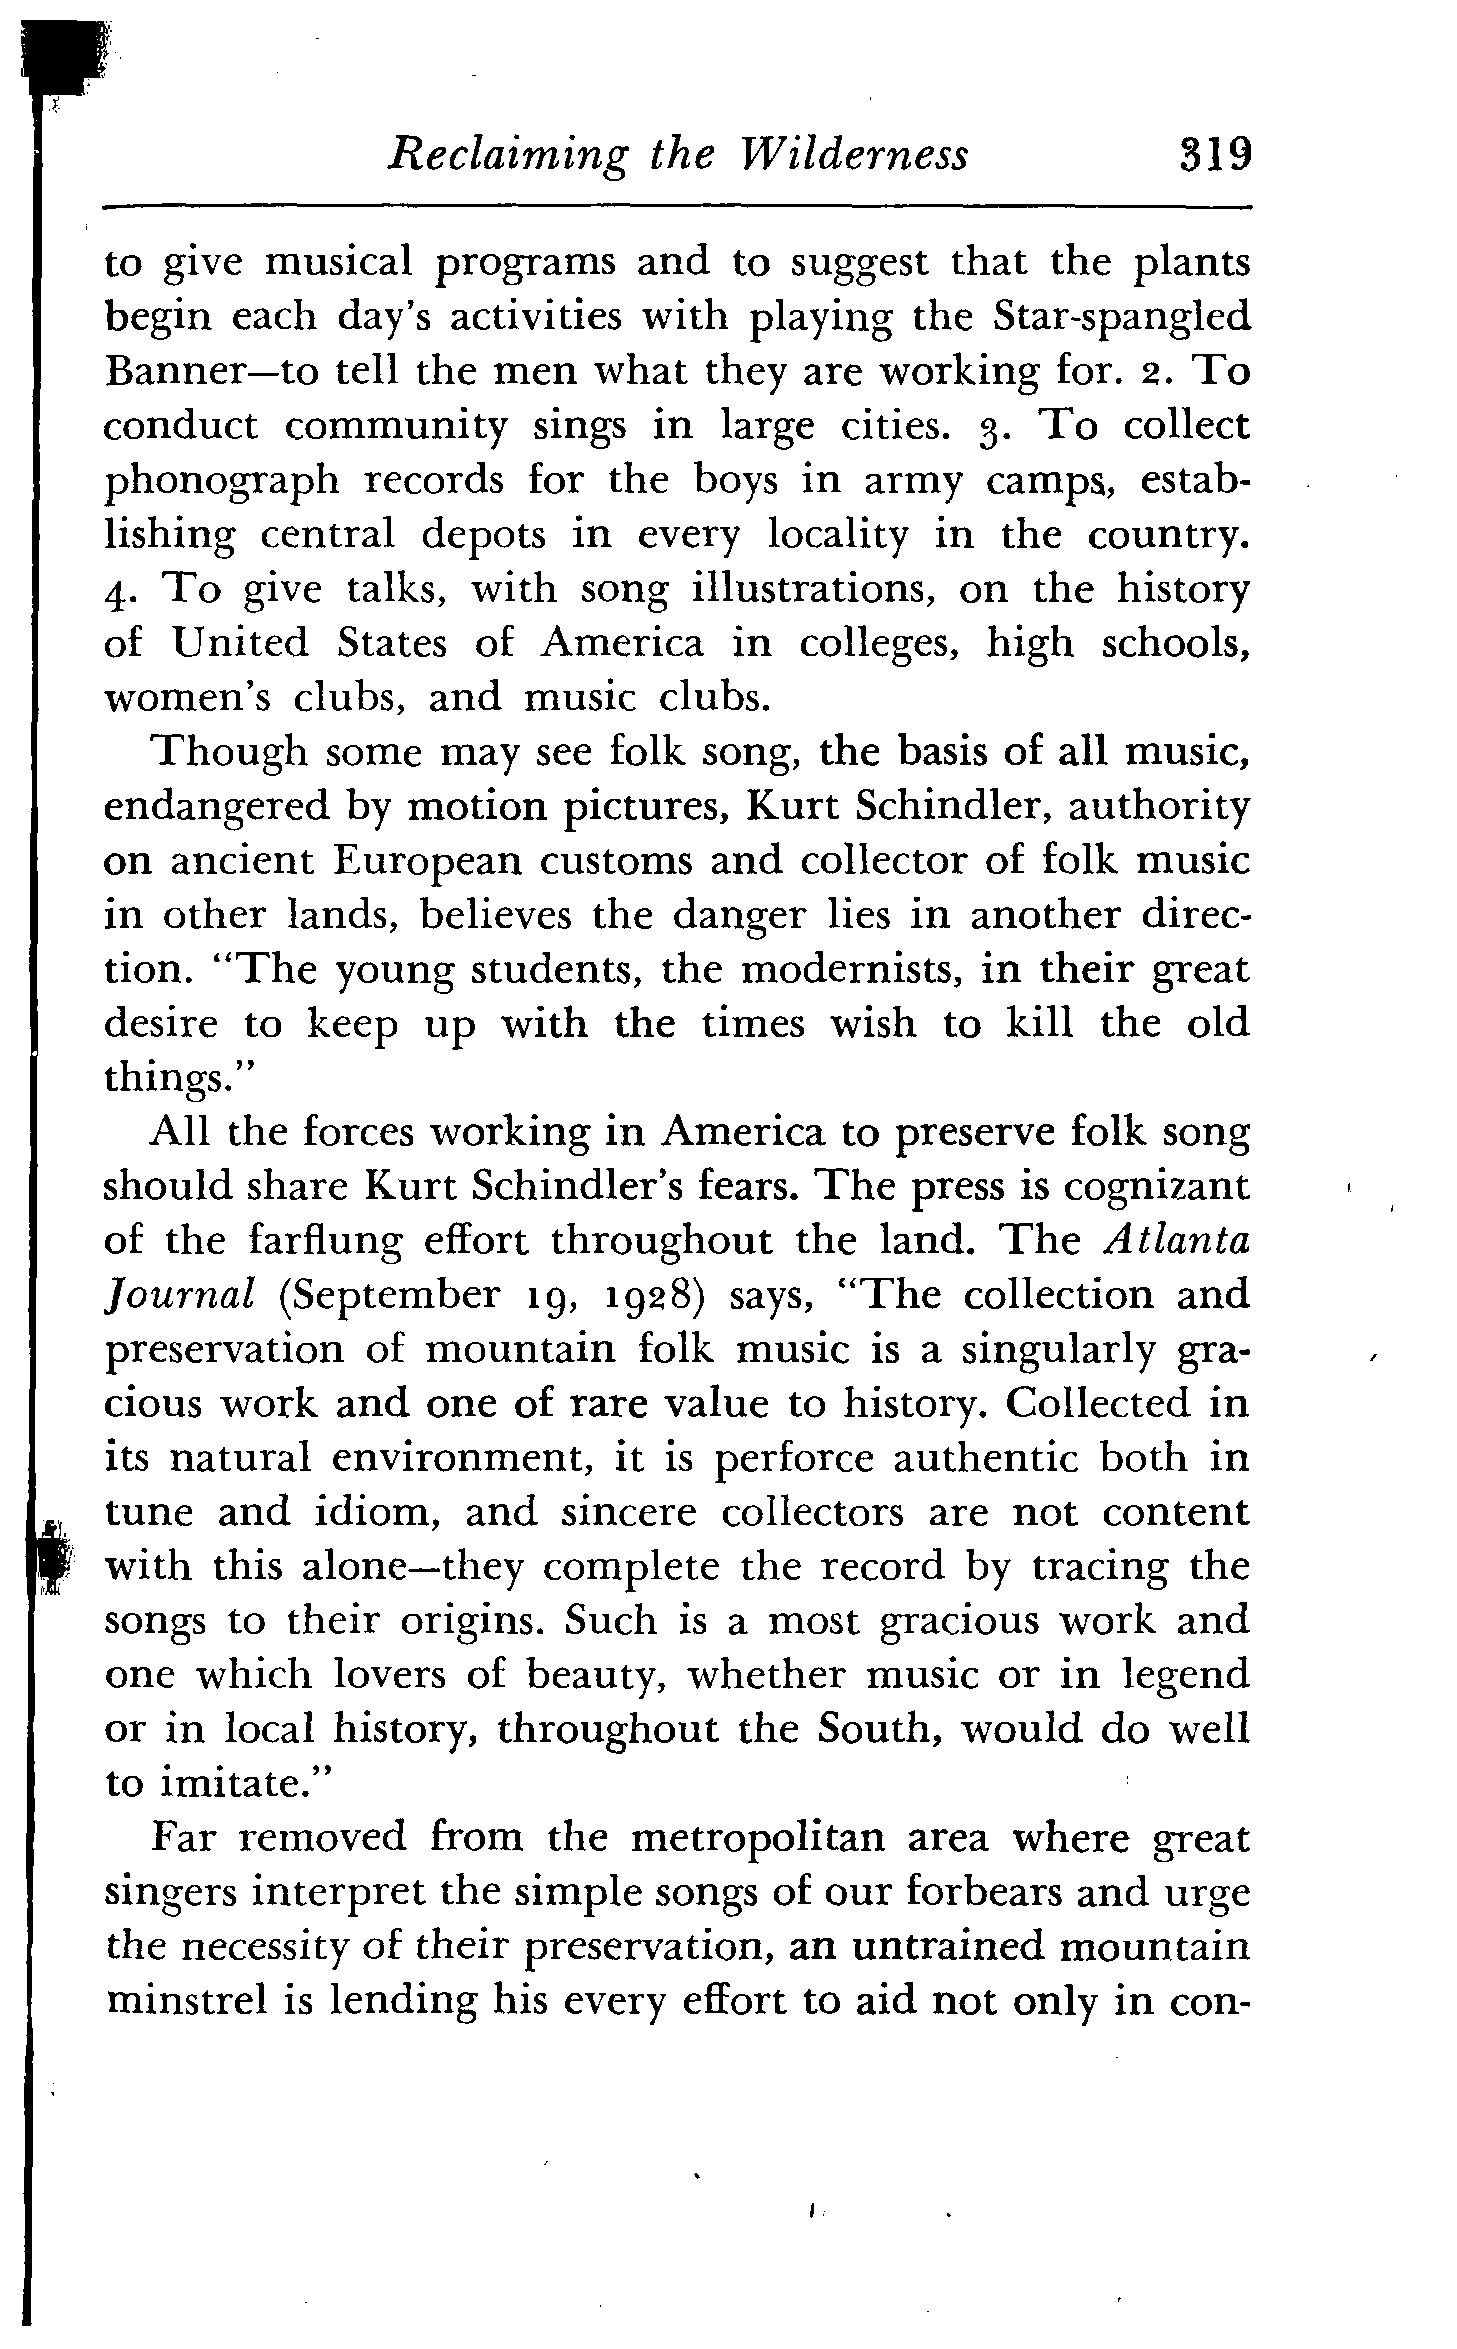 Reclaiming the Wilderness 319
to give musical programs and to suggest that the plants
begin each day's activities with playing the Star-spangled
Banner—to tell the men what they are working for. 2. To
conduct community sings in large cities. 3. To collect
phonograph records for the boys in army camps, estab-
lishing central depots in every locality in the country.
4. To give talks, with song illustrations, on the history
of United States of America in colleges, high schools,
women's clubs, and music clubs.
Though some may see folk song, the basis of all music,
endangered by motion pictures, Kurt Schindler, authority
on ancient European customs and collector of folk music
in other lands, believes the danger lies in another direc-
tion. "The young students, the modernists, in their great
desire to keep up with the times wish to kill the old
things."
All the forces working in America to preserve folk song
should share Kurt Schindler's fears. The press is cognizant
of the farflung effort throughout the land. The Atlanta
Journal (September 19, 1928) says, "The collection and
preservation of mountain folk music is a singularly gra-
cious work and one of rare value to history. Collected in
its natural environment, it is perforce authentic both in
tune and idiom, and sincere collectors are not content
with this alone—they complete the record by tracing the
songs to their origins. Such is a most gracious work and
one which lovers of beauty, whether music or in legend
or in local history, throughout the South, would do well
to imitate."
Far removed from the metropolitan area where great
singers interpret the simple songs of our forbears and urge
the necessity of their preservation, an untrained mountain
minstrel is lending his every effort to aid not only in con-